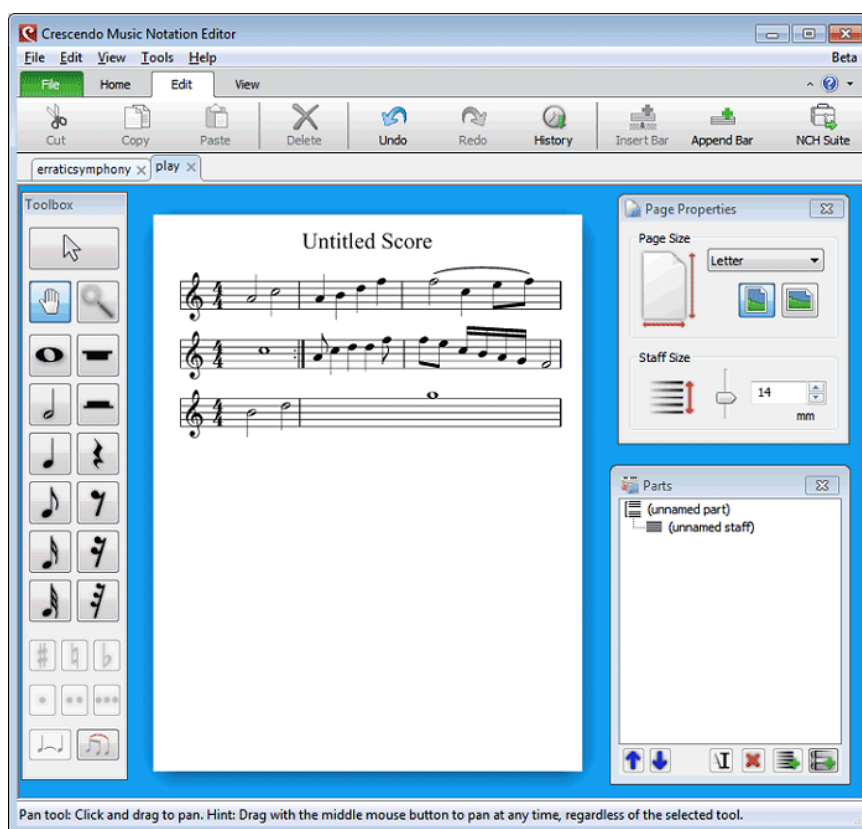 Crescendo Music Notation Editor
File Edit View Tools Help Beta
File Home Edit View
Cut Copy Paste Delete Undo Redo History Insert Bar Append Bar NCH Suite
erraticsymphony play
Toolbox
Page Properties
Page Size
Letter
Untitled Score
Staff Size
14
mm
Parts
(unnamed part)
(unnamed staff)
Pan tool: Click and drag to pan. Hint: Drag with the middle mouse button to pan at any time, regardless of the selected tool.